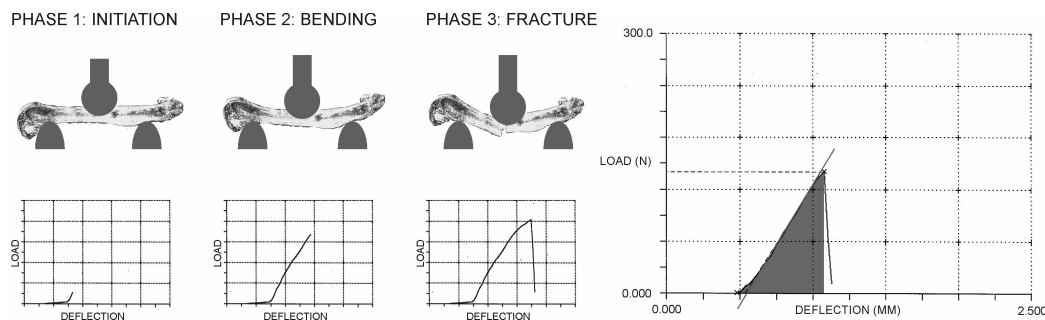 PHASE 1: INITIATION
PHASE 2: BENDING
PHASE 3: FRACTURE
LOAD
DEFLECTION
LOAD
DEFLECTION
LOAD
DEFLECTION
300.0
LOAD (N)
0.000
0.000
DEFLECTION (MM)
2.500